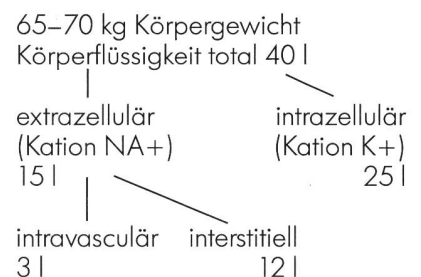 65–70 kg Körpergewicht
Körperflüssigkeit total 40 l
extrazellulär intrazellulär
(Kation NA+) (Kation K+)
15 l 25 l
intravasculär interstitiell
3 l 12 l